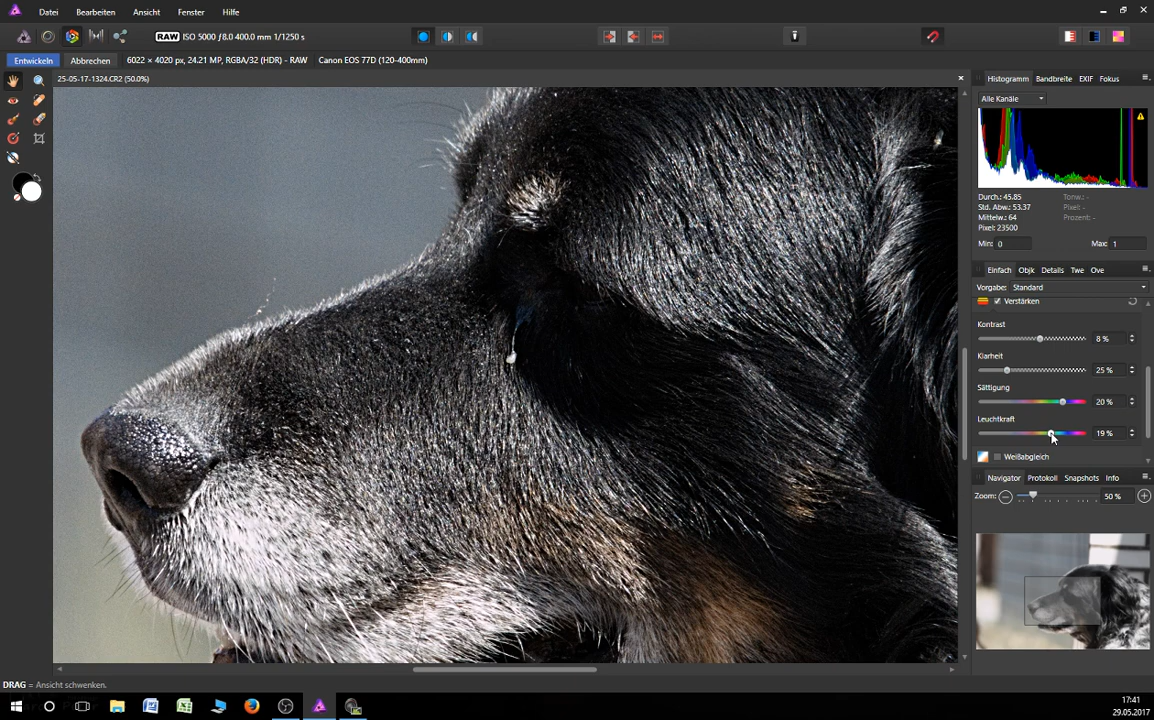 Datei Bearbeiten Ansicht Fenster Hilfe
RAW ISO 5000 ƒ8.0 400.0 mm 1/1250 s
Entwickeln Abbrechen 6022 × 4020 px, 24.21 MP, RGBA/32 (HDR) - RAW Canon EOS 77D (120-400mm)
25-05-17-1324.CR2 (50.0%)
Histogramm Bandbreite EXIF Fokus
Alle Kanäle
Durch.: 45.85 Tonw.: -
Std. Abw.: 53.37 Pixel: -
Mittelw.: 64 Prozent: -
Pixel: 23500
Min: 0 Max: 1
Einfach Objk Details Twe Ove
Vorgabe: Standard
Verstärken
Kontrast
8 %
Klarheit
25 %
Sättigung
20 %
Leuchtkraft
19 %
Weißabgleich
Navigator Protokoll Snapshots Info
Zoom: 50 %
DRAG = Ansicht schwenken.
17:41
29.05.2017